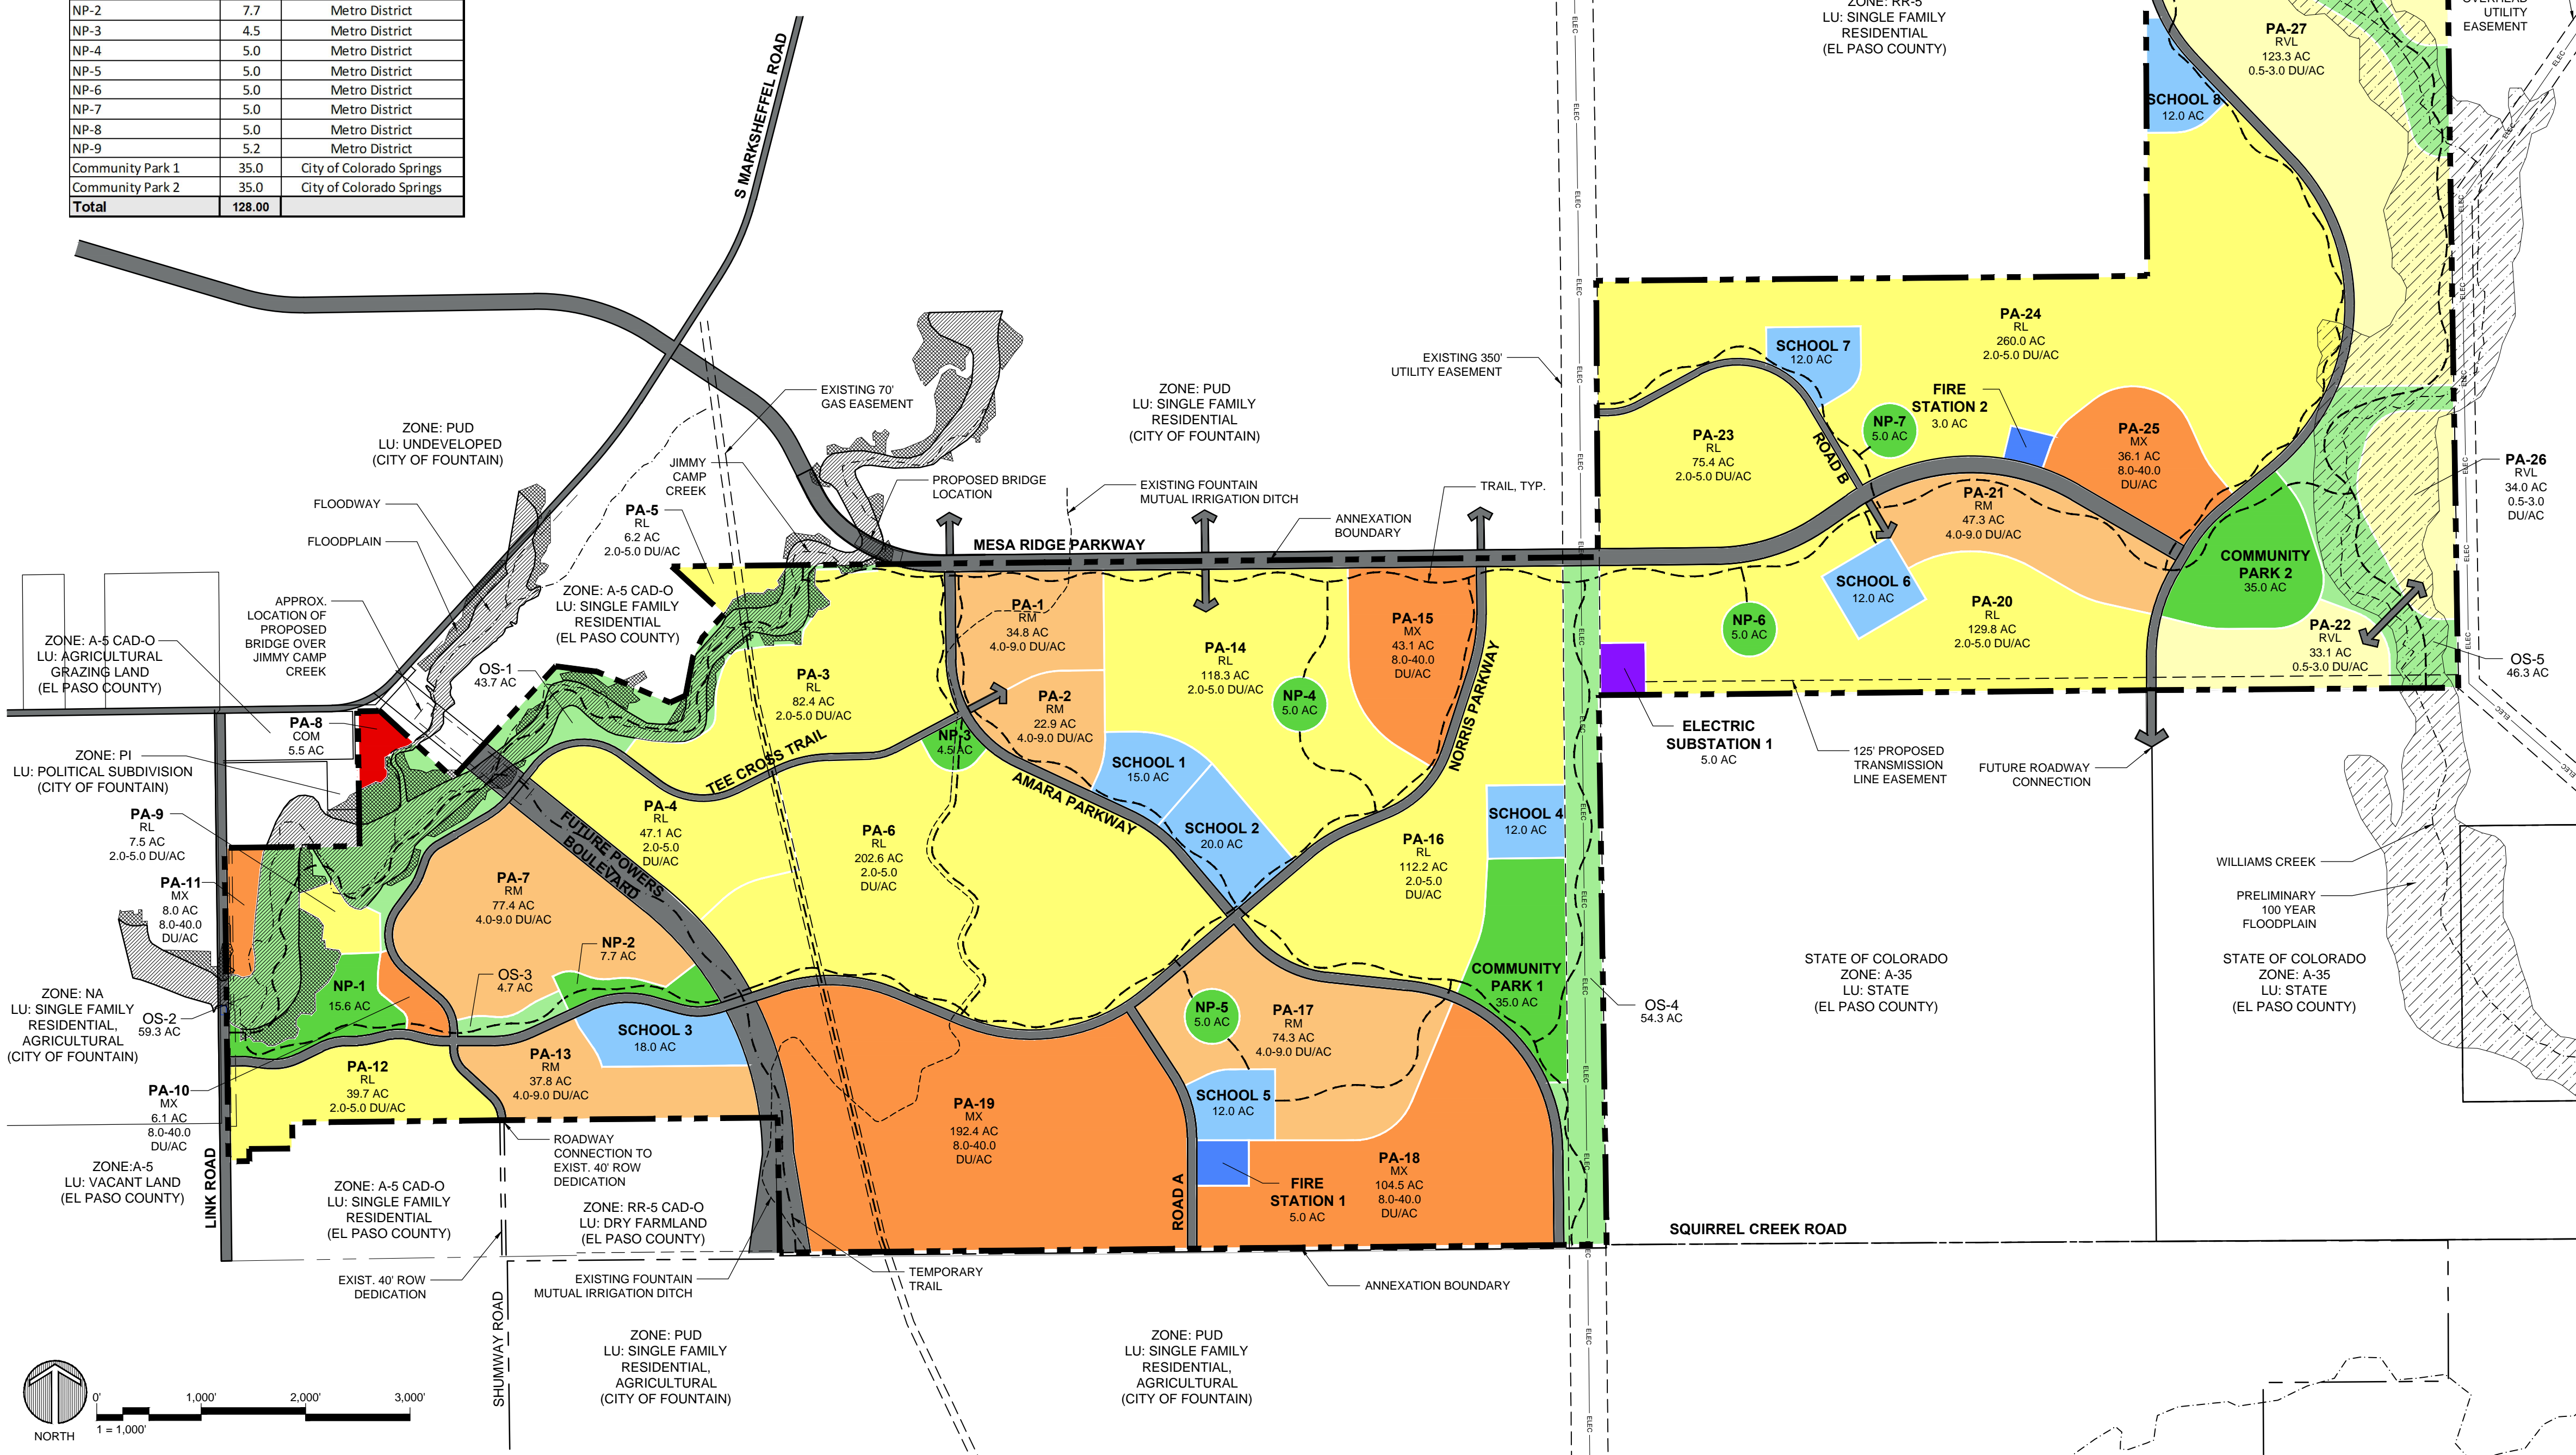 NP-2 7.7 Metro District
NP-3 4.5 Metro District
NP-4 5.0 Metro District
NP-5 5.0 Metro District
NP-6 5.0 Metro District
NP-7 5.0 Metro District
NP-8 5.0 Metro District
NP-9 5.2 Metro District
Community Park 1 35.0 City of Colorado Springs
Community Park 2 35.0 City of Colorado Springs
Total 128.00
S MARKSHEFFEL ROAD
ZONE: RR-5
LU: SINGLE FAMILY
RESIDENTIAL
(EL PASO COUNTY)
OVERHEAD
UTILITY
EASEMENT
PA-27
RVL
123.3 AC
0.5-3.0 DU/AC
SCHOOL 8
12.0 AC
ELEC
EXISTING 350'
UTILITY EASEMENT
EXISTING 70'
GAS EASEMENT
ZONE: PUD
LU: SINGLE FAMILY
RESIDENTIAL
(CITY OF FOUNTAIN)
ZONE: PUD
LU: UNDEVELOPED
(CITY OF FOUNTAIN)
PA-24
RL
260.0 AC
2.0-5.0 DU/AC
SCHOOL 7
12.0 AC
FIRE
STATION 2
3.0 AC
NP-7
5.0 AC
PA-23
RL
75.4 AC
2.0-5.0 DU/AC
ROAD B
PA-25
MX
36.1 AC
8.0-40.0
DU/AC
PA-26
RVL
34.0 AC
0.5-3.0
DU/AC
JIMMY
CAMP
CREEK
PROPOSED BRIDGE
LOCATION
EXISTING FOUNTAIN
MUTUAL IRRIGATION DITCH
TRAIL, TYP.
ANNEXATION
BOUNDARY
FLOODWAY
FLOODPLAIN
PA-5
RL
6.2 AC
2.0-5.0 DU/AC
MESA RIDGE PARKWAY
PA-21
RM
47.3 AC
4.0-9.0 DU/AC
COMMUNITY
PARK 2
35.0 AC
SCHOOL 6
12.0 AC
PA-20
RL
129.8 AC
2.0-5.0 DU/AC
NP-6
5.0 AC
PA-22
RVL
33.1 AC
0.5-3.0 DU/AC
OS-5
46.3 AC
ZONE: A-5 CAD-O
LU: SINGLE FAMILY
RESIDENTIAL
(EL PASO COUNTY)
APPROX.
LOCATION OF
PROPOSED
BRIDGE OVER
JIMMY CAMP
CREEK
ZONE: A-5 CAD-O
LU: AGRICULTURAL
GRAZING LAND
(EL PASO COUNTY)
OS-1
43.7 AC
PA-1
RM
34.8 AC
4.0-9.0 DU/AC
PA-2
RM
22.9 AC
4.0-9.0 DU/AC
PA-3
RL
82.4 AC
2.0-5.0 DU/AC
PA-14
RL
118.3 AC
2.0-5.0 DU/AC
NP-4
5.0 AC
PA-15
MX
43.1 AC
8.0-40.0
DU/AC
NORRIS PARKWAY
PA-8
COM
5.5 AC
ZONE: PI
LU: POLITICAL SUBDIVISION
(CITY OF FOUNTAIN)
NP-3
4.5 AC
TEE CROSS TRAIL
AMARA PARKWAY
SCHOOL 1
15.0 AC
SCHOOL 2
20.0 AC
SCHOOL 4
12.0 AC
ELECTRIC
SUBSTATION 1
5.0 AC
125' PROPOSED
TRANSMISSION
LINE EASEMENT
FUTURE ROADWAY
CONNECTION
PA-9
RL
7.5 AC
2.0-5.0 DU/AC
PA-4
RL
47.1 AC
2.0-5.0
DU/AC
FUTURE POWERS
BOULEVARD
PA-6
RL
202.6 AC
2.0-5.0
DU/AC
PA-16
RL
112.2 AC
2.0-5.0
DU/AC
WILLIAMS CREEK
PRELIMINARY
100 YEAR
FLOODPLAIN
PA-11
MX
8.0 AC
8.0-40.0
DU/AC
PA-7
RM
77.4 AC
4.0-9.0 DU/AC
NP-2
7.7 AC
OS-3
4.7 AC
NP-1
15.6 AC
COMMUNITY
PARK 1
35.0 AC
STATE OF COLORADO
ZONE: A-35
LU: STATE
(EL PASO COUNTY)
STATE OF COLORADO
ZONE: A-35
LU: STATE
(EL PASO COUNTY)
ZONE: NA
LU: SINGLE FAMILY
RESIDENTIAL,
AGRICULTURAL
(CITY OF FOUNTAIN)
OS-2
59.3 AC
SCHOOL 3
18.0 AC
NP-5
5.0 AC
PA-17
RM
74.3 AC
4.0-9.0 DU/AC
OS-4
54.3 AC
PA-10
MX
6.1 AC
8.0-40.0
DU/AC
PA-12
RL
39.7 AC
2.0-5.0 DU/AC
PA-13
RM
37.8 AC
4.0-9.0 DU/AC
PA-19
MX
192.4 AC
8.0-40.0
DU/AC
SCHOOL 5
12.0 AC
ROAD A
FIRE
STATION 1
5.0 AC
PA-18
MX
104.5 AC
8.0-40.0
DU/AC
ZONE:A-5
LU: VACANT LAND
(EL PASO COUNTY)
LINK ROAD
ZONE: A-5 CAD-O
LU: SINGLE FAMILY
RESIDENTIAL
(EL PASO COUNTY)
ROADWAY
CONNECTION TO
EXIST. 40' ROW
DEDICATION
ZONE: RR-5 CAD-O
LU: DRY FARMLAND
(EL PASO COUNTY)
SQUIRREL CREEK ROAD
EXIST. 40' ROW
DEDICATION
SHUMWAY ROAD
EXISTING FOUNTAIN
MUTUAL IRRIGATION DITCH
TEMPORARY
TRAIL
ANNEXATION BOUNDARY
ZONE: PUD
LU: SINGLE FAMILY
RESIDENTIAL,
AGRICULTURAL
(CITY OF FOUNTAIN)
ZONE: PUD
LU: SINGLE FAMILY
RESIDENTIAL,
AGRICULTURAL
(CITY OF FOUNTAIN)
0' 1,000' 2,000' 3,000'
1 = 1,000'
NORTH